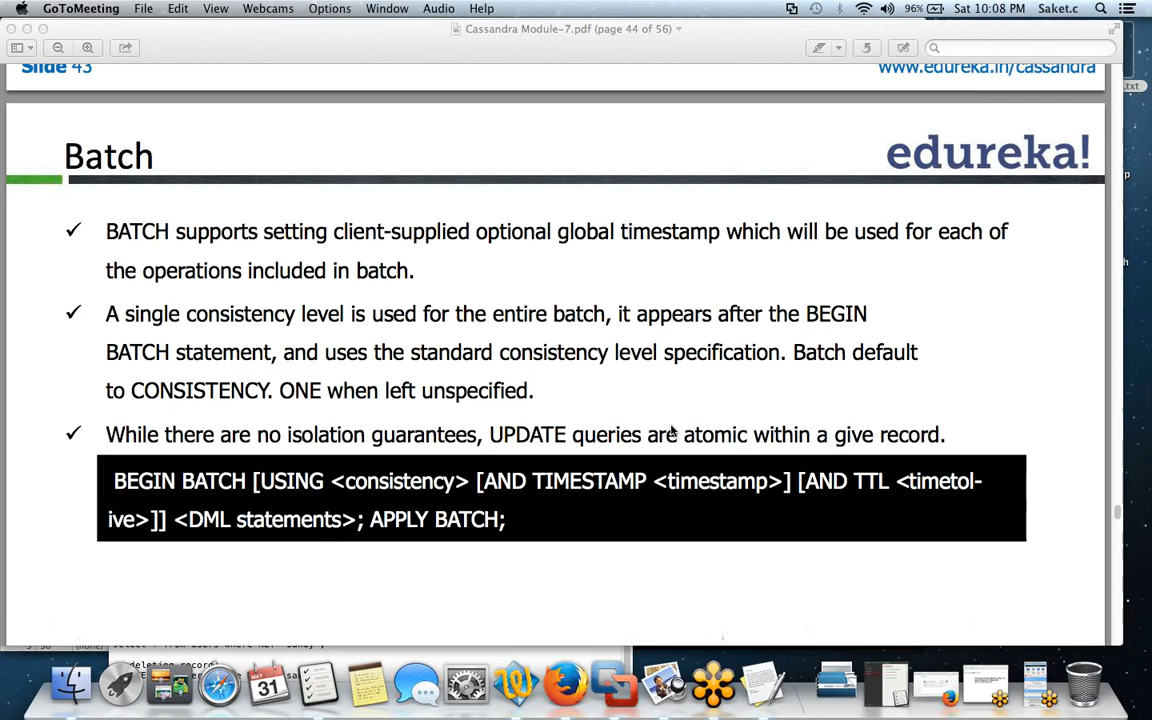 GoToMeeting File Edit View Webcams Options Window Audio Help 96% Sat 10:08 PM Saket.c
Cassandra Module-7.pdf (page 44 of 56)
5
Slide 43 www.edureka.in/cassandra
.txt
Batch
edureka!
BATCH supports setting client-supplied optional global timestamp which will be used for each of
the operations included in batch.
A single consistency level is used for the entire batch, it appears after the BEGIN
BATCH statement, and uses the standard consistency level specification. Batch default
to CONSISTENCY. ONE when left unspecified.
While there are no isolation guarantees, UPDATE queries are atomic within a give record.
BEGIN BATCH [USING <consistency> [AND TIMESTAMP <timestamp>] [AND TTL <timetol-
ive>]] <DML statements>; APPLY BATCH;
deleting record
31